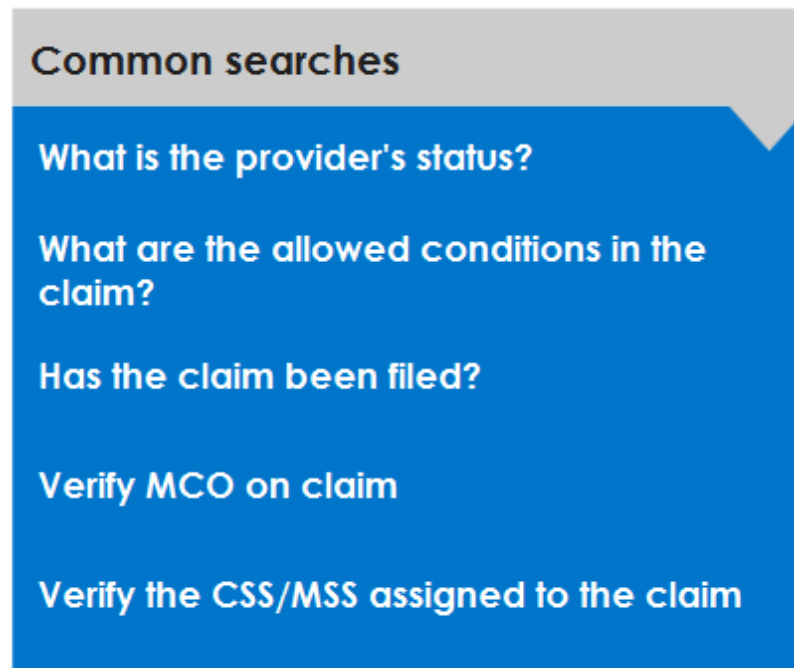 Common searches
What is the provider's status?
What are the allowed conditions in the
claim?
Has the claim been filed?
Verify MCO on claim
Verify the CSS/MSS assigned to the claim